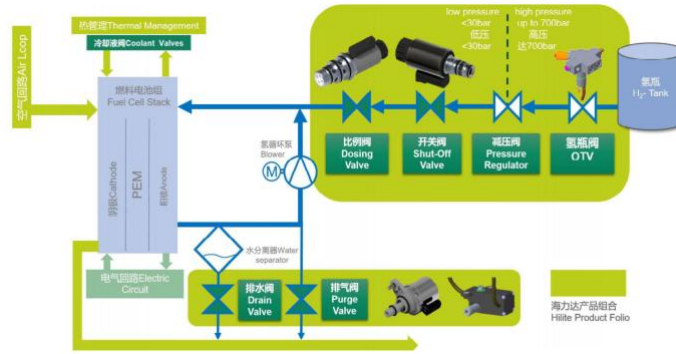 热管理Thermal Management
冷却液阀Coolant Valves
空气回路Air Loop
燃料电池组
Fuel Cell Stack
阴极Cathode
PEM
阳极Anode
电气回路Electric
Circuit
low pressure
<30bar
低压
<30bar
high pressure
up to 700bar
高压
达700bar
氢瓶
H₂- Tank
比例阀
Dosing
Valve
开关阀
Shut-Off
Valve
减压阀
Pressure
Regulator
氢瓶阀
OTV
氢循环泵
Blower
M
水分离器Water
separator
排水阀
Drain
Valve
排气阀
Purge
Valve
海力达产品组合
Hilite Product Folio